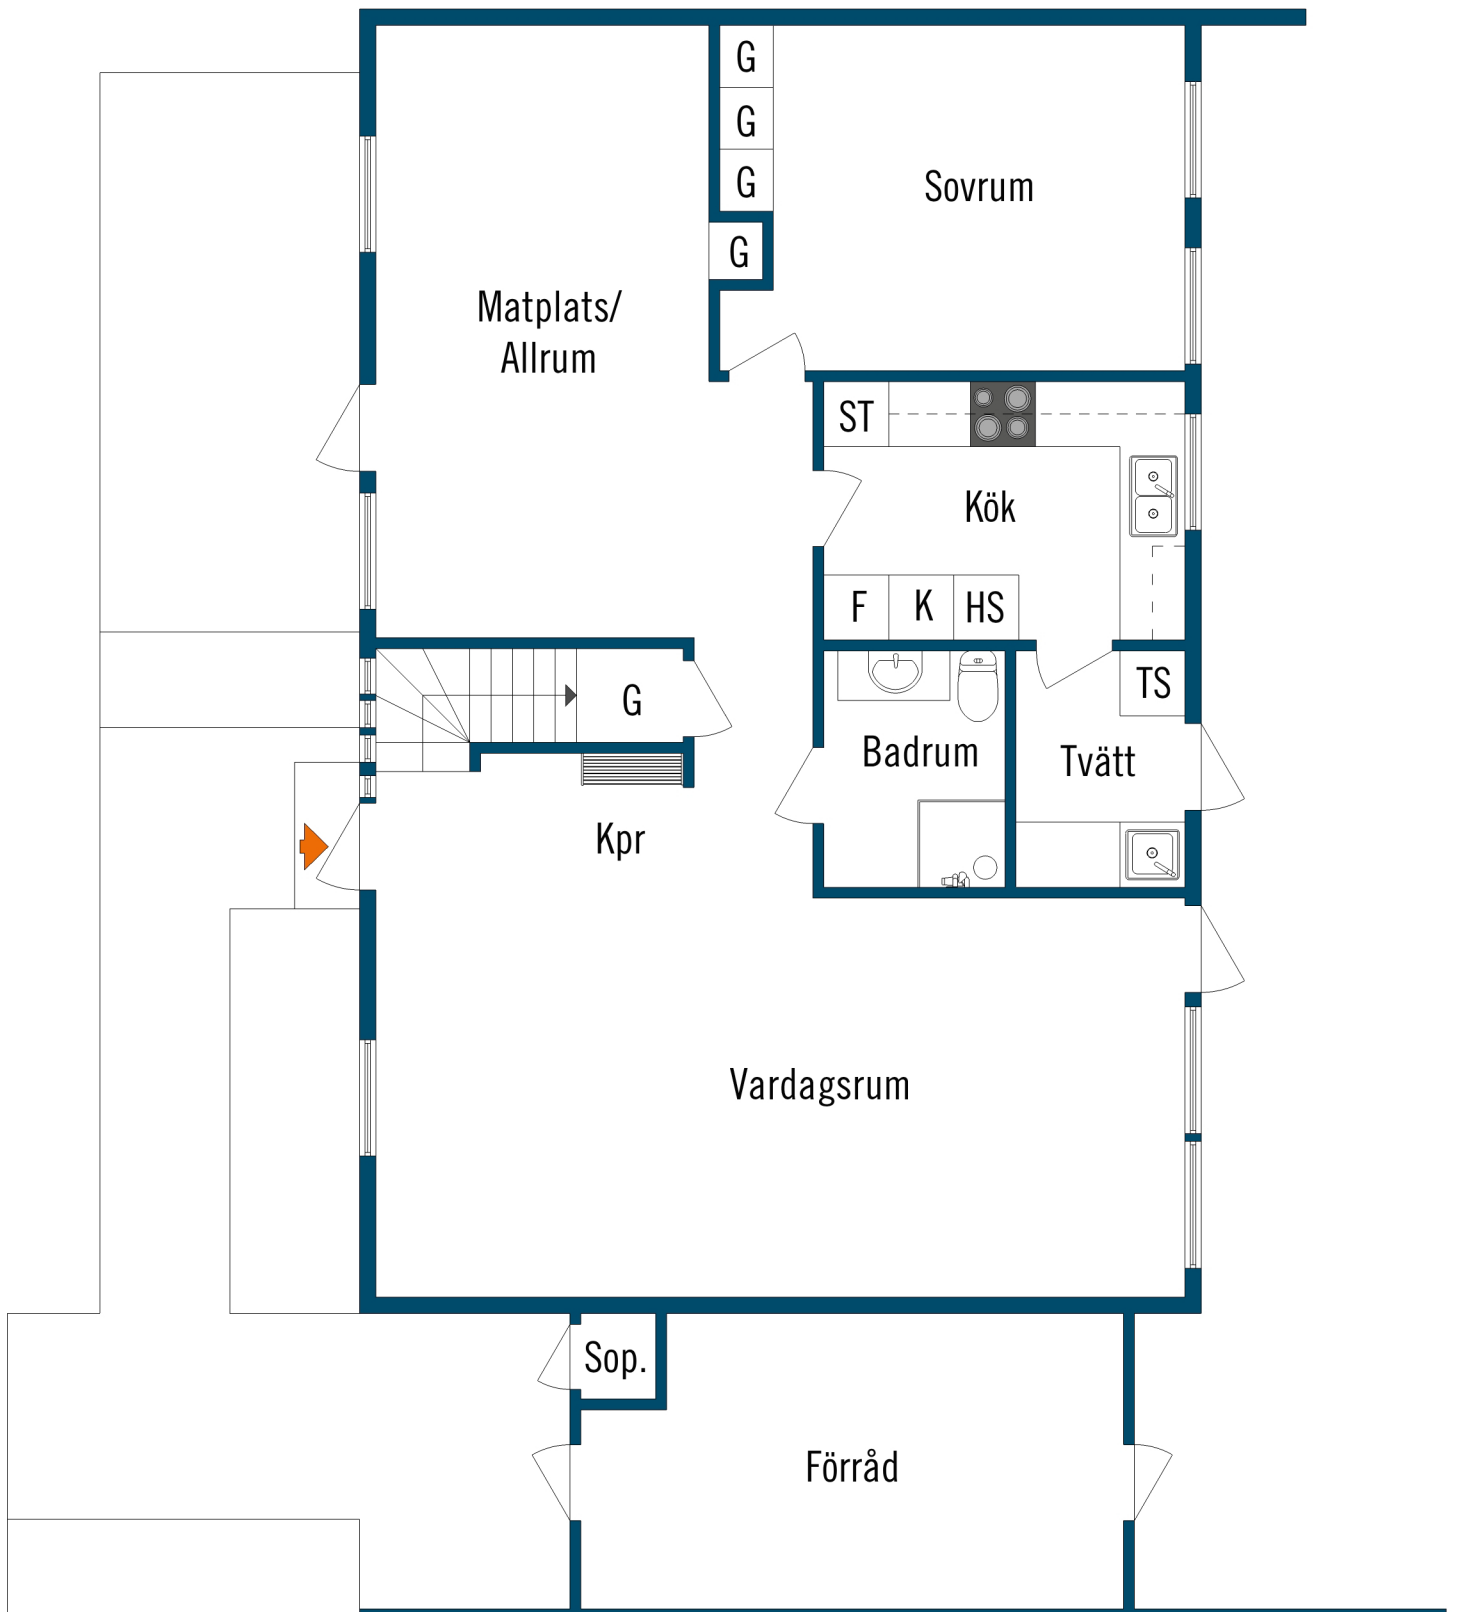 G
G
G
Sovrum
G
Matplats/
Allrum
ST
Kök
F
K
HS
G
TS
Badrum
Tvätt
Kpr
Vardagsrum
Sop.
Förråd